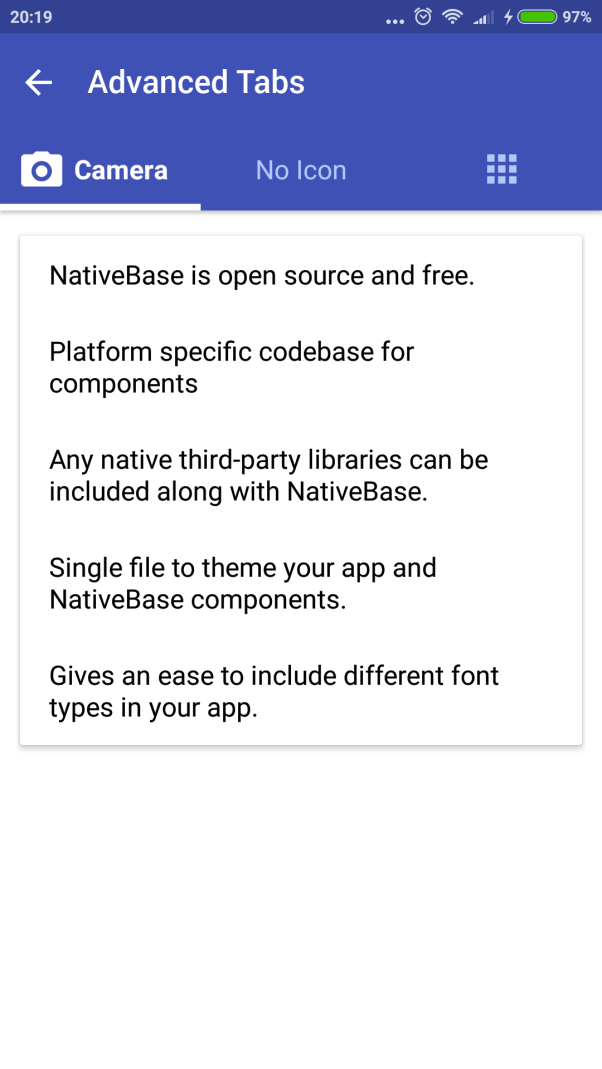 20:19
97%
Advanced Tabs
Camera
No Icon
NativeBase is open source and free.
Platform specific codebase for
components
Any native third-party libraries can be
included along with NativeBase.
Single file to theme your app and
NativeBase components.
Gives an ease to include different font
types in your app.